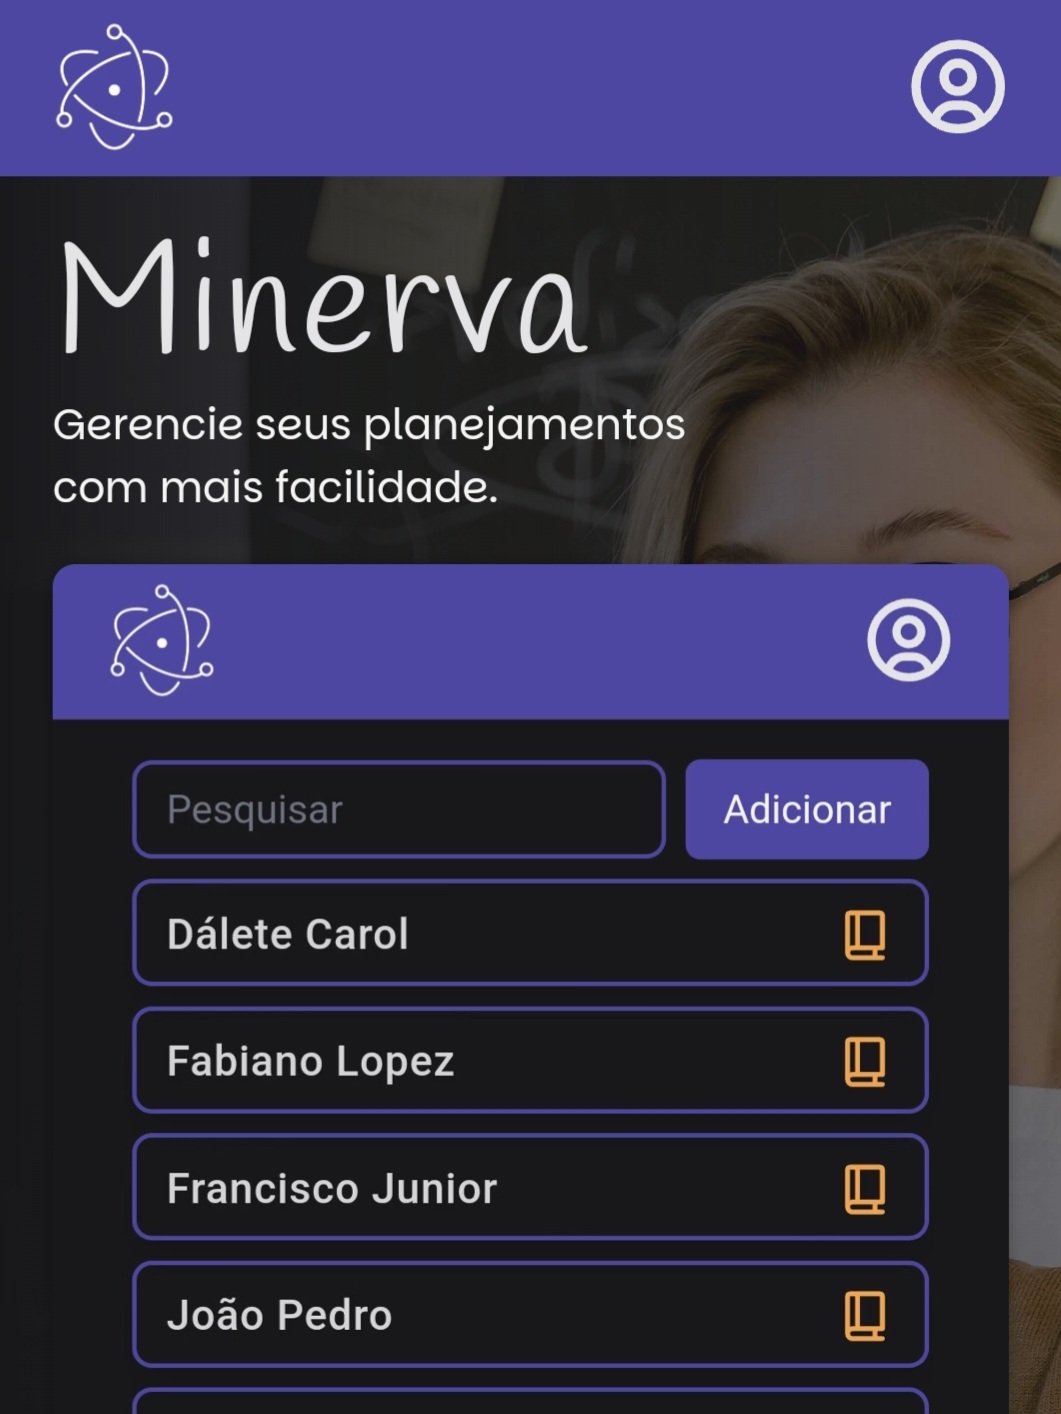 Minerva
Gerencie seus planejamentos
com mais facilidade.
Pesquisar
Adicionar
Dálete Carol
Fabiano Lopez
Francisco Junior
João Pedro